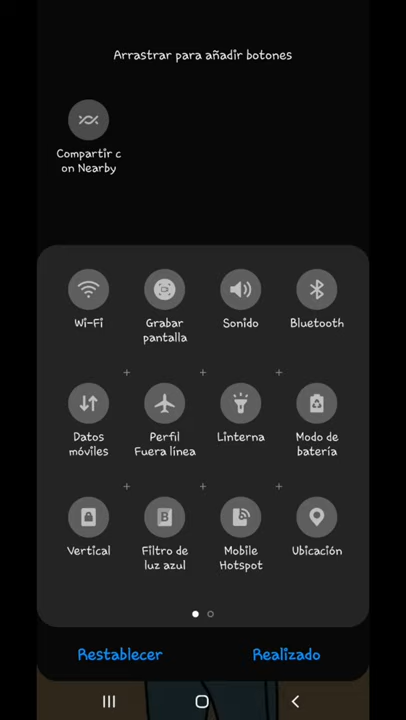 Arrastrar para añadir botones
Compartir c
on Nearby
Wi-Fi
Grabar
pantalla
Sonido
Bluetooth
Datos
móviles
Perfil
Fuera línea
Linterna
Modo de
batería
Vertical
B
Filtro de
luz azul
Mobile
Hotspot
Ubicación
Restablecer
Realizado